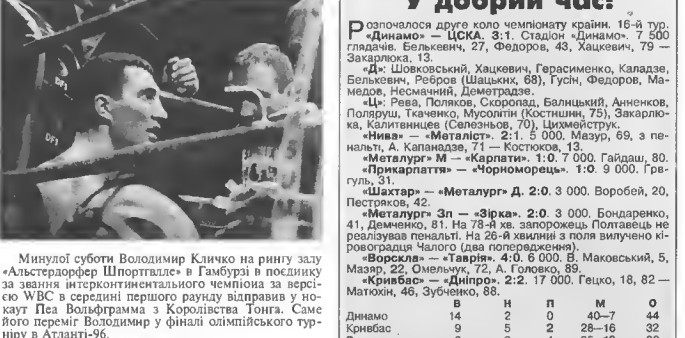 Минулої суботи Володимир Кличко на рингу залу
«Альстердорфер Шпортгалле» в Гамбурзі в поєдинку
за звання інтерконтинентального чемпіона за версі-
єю WBC в середині першого раунду відправив у но-
каут Пеа Вольфграмма з Королівства Тонга. Саме
його переміг Володимир у фіналі олімпійського тур-
ніру в Атланті-96.
У добрий час!
Розпочалося друге коло чемпіонату країни. 16-й тур.
«Динамо» — ЦСКА. 3:1. Стадіон «Динамо». 7 500
глядачів. Белькевич, 27, Федоров, 43, Хацкевич, 79 —
Закарлюка, 13.
«Д»: Шовковський, Хацкевич, Герасименко, Каладзе,
Белькевич, Ребров (Шацьких, 68), Гусін, Федоров, Ма-
медов, Несмачний, Деметрадзе.
«Ц»: Рева, Поляков, Скоропад, Балицький, Анненков,
Поляруш, Ткаченко, Мусолітін (Костишин, 75), Закарлю-
ка, Калитвинцев (Селезньов, 70), Цихмейструк.
«Нива» — «Металіст». 2:1. 5 000. Мазур, 69, з пе-
нальті, А. Капанадзе, 71 — Костюков, 13.
«Металург» М — «Карпати». 1:0. 7 000. Гайдаш, 80.
«Прикарпаття» — «Чорноморець». 1:0. 9 000. Грв-
гуль, 31.
«Шахтар» — «Металург» Д. 2:0. 3 000. Воробей, 20,
Пестряков, 42.
«Металург» Зп — «Зірка». 2:0. 3 000. Бондаренко,
41, Демченко, 81. На 78-й хв. запорожець Полтавець не
реалізував пенальті. На 26-й хвилині з поля вилучено кі-
ровоградця Чалого (два попередження).
«Ворскла» — «Таврія». 4:0. 6 000. В. Маковський, 5,
Мазяр, 22, Омельчук, 72, А. Головко, 89.
«Кривбас» — «Дніпро». 2:2. 17 000. Гецко, 18, 82 —
Матюхін, 46, Зубченко, 88.
В Н П М О
Динамо 14 2 0 40—7 44
Кривбас 9 5 2 28—16 32